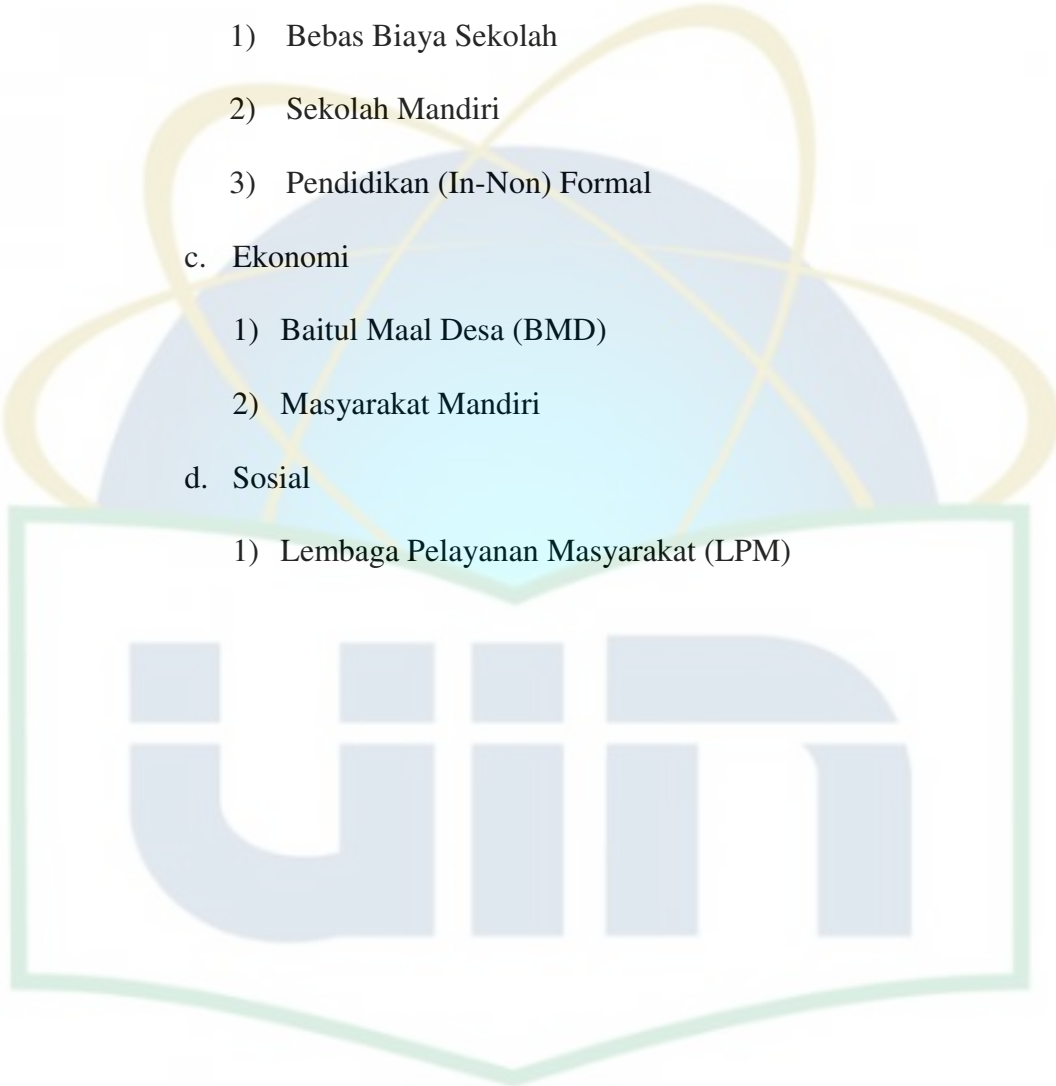 1) Bebas Biaya Sekolah
2) Sekolah Mandiri
3) Pendidikan (In-Non) Formal
c. Ekonomi
1) Baitul Maal Desa (BMD)
2) Masyarakat Mandiri
d. Sosial
1) Lembaga Pelayanan Masyarakat (LPM)
uin